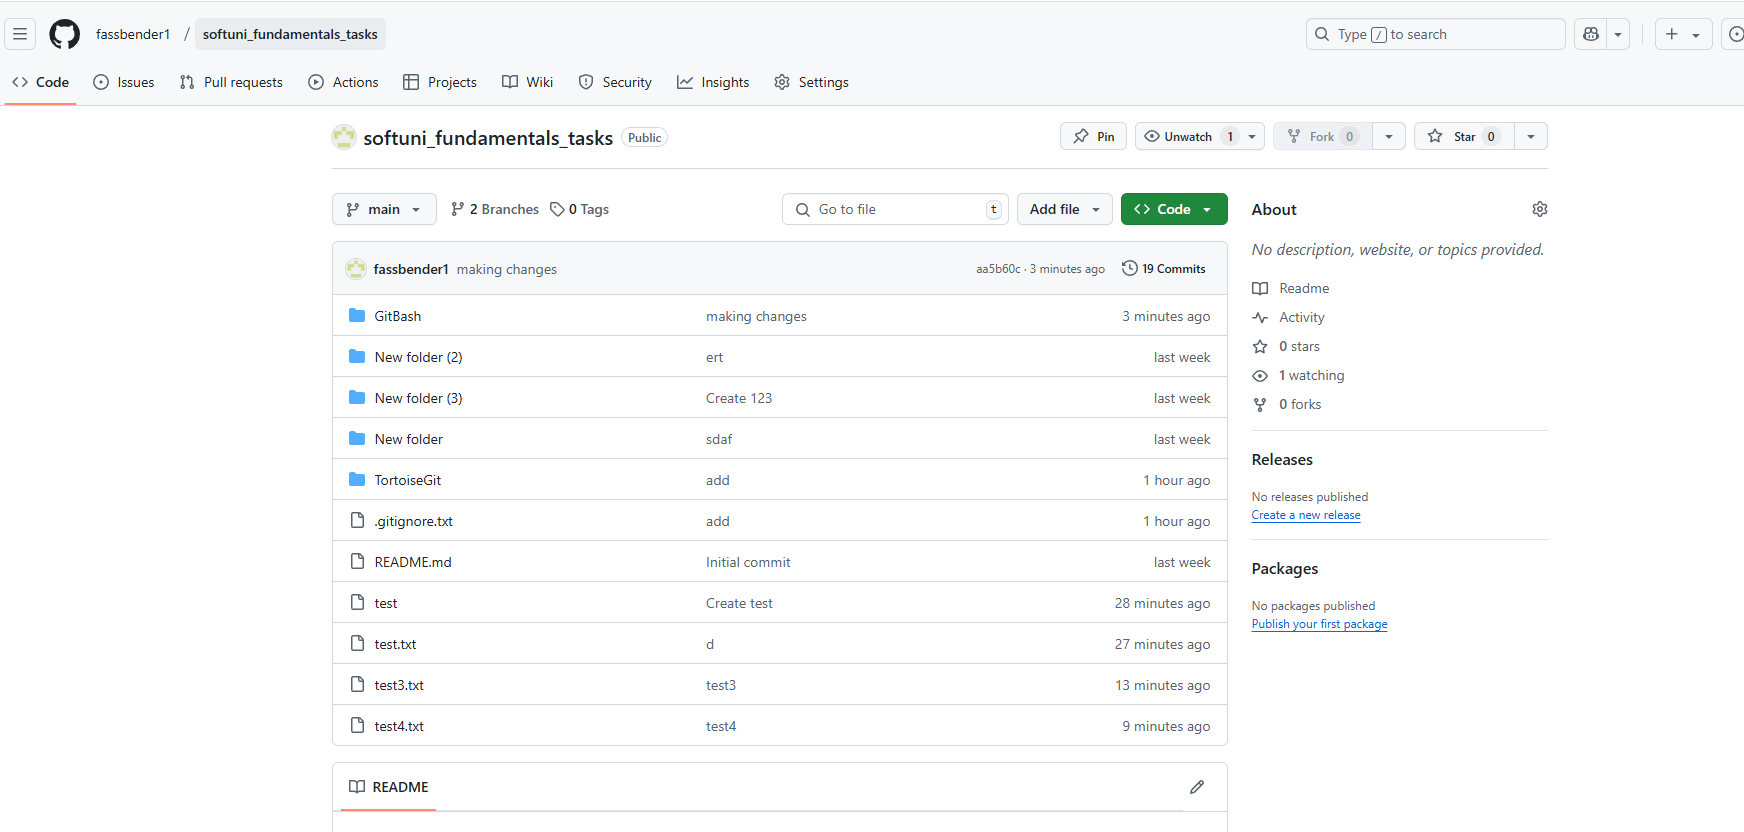 fassbender1 / softuni_fundamentals_tasks
Type / to search
Code Issues Pull requests Actions Projects Wiki Security Insights Settings
softuni_fundamentals_tasks Public
Pin Unwatch 1 Fork 0 Star 0
main 2 Branches 0 Tags Go to file t Add file Code
fassbender1 making changes aa5b60c · 3 minutes ago 19 Commits
GitBash making changes 3 minutes ago
New folder (2) ert last week
New folder (3) Create 123 last week
New folder sdaf last week
TortoiseGit add 1 hour ago
.gitignore.txt add 1 hour ago
README.md Initial commit last week
test Create test 28 minutes ago
test.txt d 27 minutes ago
test3.txt test3 13 minutes ago
test4.txt test4 9 minutes ago
README
About
No description, website, or topics provided.
Readme
Activity
0 stars
1 watching
0 forks
Releases
No releases published
Create a new release
Packages
No packages published
Publish your first package